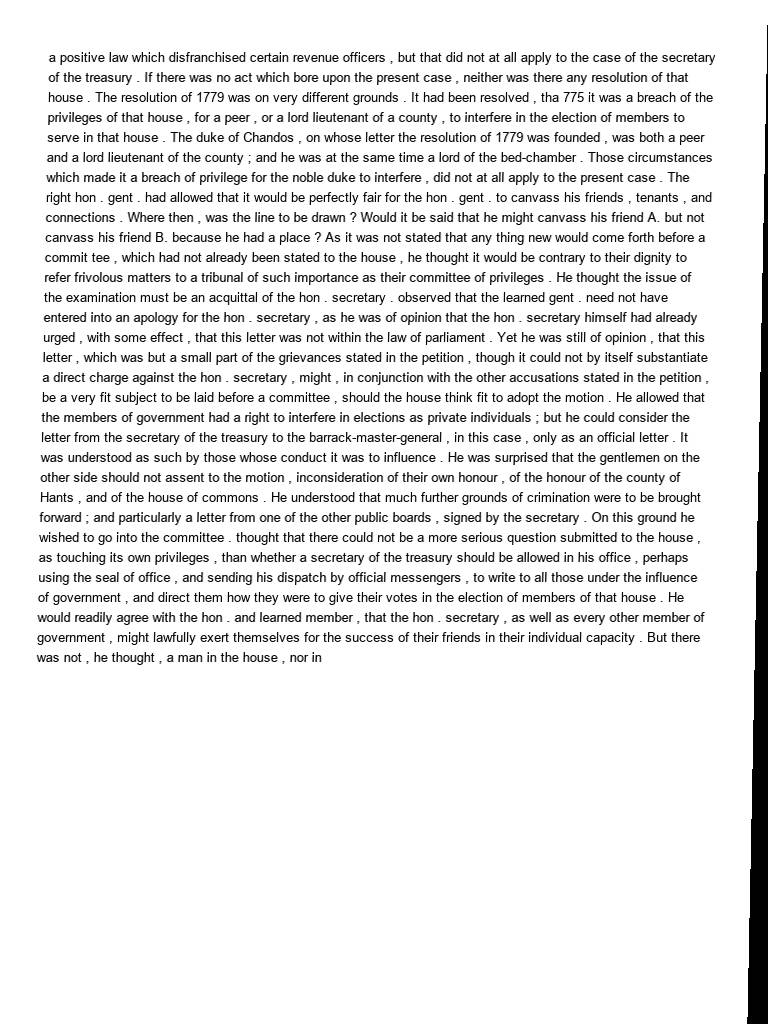 a positive law which disfranchised certain revenue officers , but that did not at all apply to the case of the secretary
of the treasury . If there was no act which bore upon the present case , neither was there any resolution of that
house . The resolution of 1779 was on very different grounds . It had been resolved , tha 775 it was a breach of the
privileges of that house , for a peer , or a lord lieutenant of a county , to interfere in the election of members to
serve in that house . The duke of Chandos , on whose letter the resolution of 1779 was founded , was both a peer
and a lord lieutenant of the county ; and he was at the same time a lord of the bed-chamber . Those circumstances
which made it a breach of privilege for the noble duke to interfere , did not at all apply to the present case . The
right hon . gent . had allowed that it would be perfectly fair for the hon . gent . to canvass his friends , tenants , and
connections . Where then , was the line to be drawn ? Would it be said that he might canvass his friend A. but not
canvass his friend B. because he had a place ? As it was not stated that any thing new would come forth before a
commit tee , which had not already been stated to the house , he thought it would be contrary to their dignity to
refer frivolous matters to a tribunal of such importance as their committee of privileges . He thought the issue of
the examination must be an acquittal of the hon . secretary . observed that the learned gent . need not have
entered into an apology for the hon . secretary , as he was of opinion that the hon . secretary himself had already
urged , with some effect , that this letter was not within the law of parliament . Yet he was still of opinion , that this
letter , which was but a small part of the grievances stated in the petition , though it could not by itself substantiate
a direct charge against the hon . secretary , might , in conjunction with the other accusations stated in the petition ,
be a very fit subject to be laid before a committee , should the house think fit to adopt the motion . He allowed that
the members of government had a right to interfere in elections as private individuals ; but he could consider the
letter from the secretary of the treasury to the barrack-master-general , in this case , only as an official letter . It
was understood as such by those whose conduct it was to influence . He was surprised that the gentlemen on the
other side should not assent to the motion , inconsideration of their own honour , of the honour of the county of
Hants , and of the house of commons . He understood that much further grounds of crimination were to be brought
forward ; and particularly a letter from one of the other public boards , signed by the secretary . On this ground he
wished to go into the committee . thought that there could not be a more serious question submitted to the house ,
as touching its own privileges , than whether a secretary of the treasury should be allowed in his office , perhaps
using the seal of office , and sending his dispatch by official messengers , to write to all those under the influence
of government , and direct them how they were to give their votes in the election of members of that house . He
would readily agree with the hon . and learned member , that the hon . secretary , as well as every other member of
government , might lawfully exert themselves for the success of their friends in their individual capacity . But there
was not , he thought , a man in the house , nor in